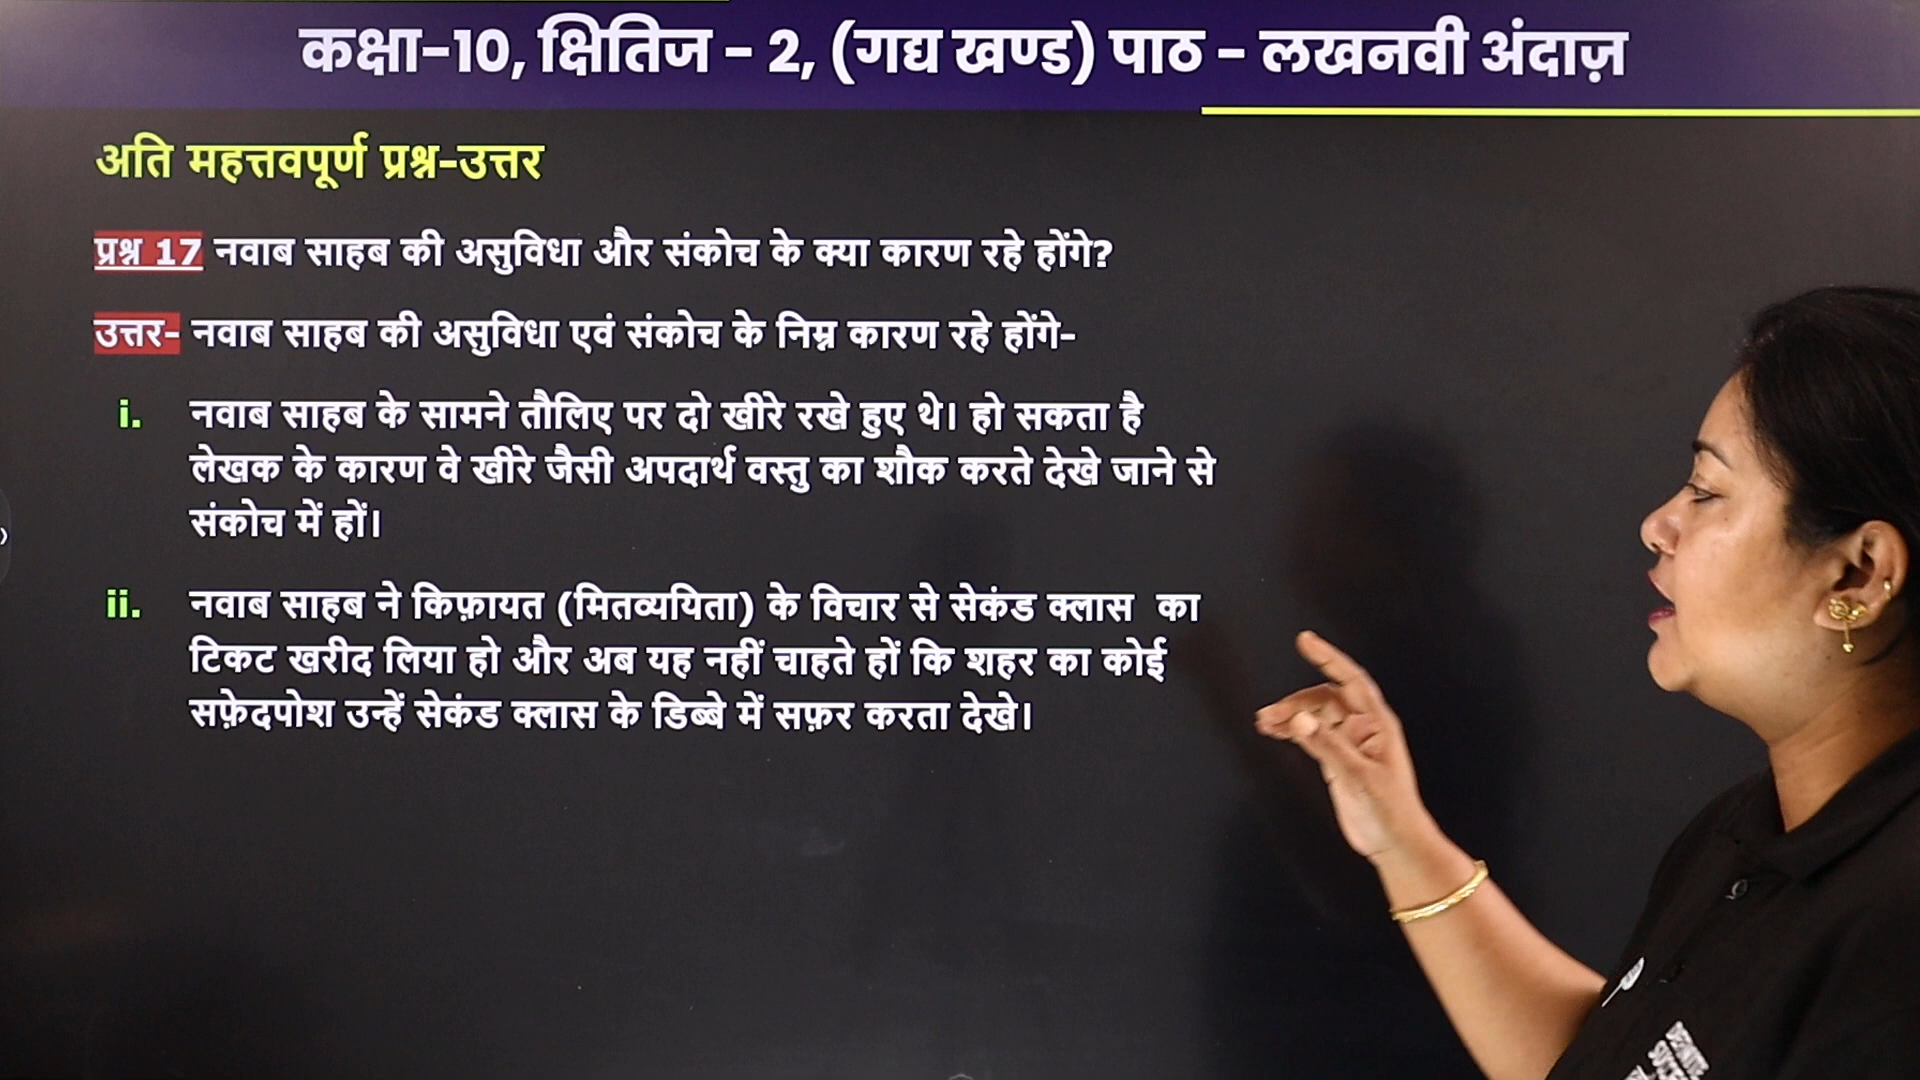 कक्षा-10, क्षितिज - 2, (गद्य खण्ड) पाठ - लखनवी अंदाज़
अति महत्तवपूर्ण प्रश्न-उत्तर
प्रश्न 17 नवाब साहब की असुविधा और संकोच के क्या कारण रहे होंगे?
उत्तर- नवाब साहब की असुविधा एवं संकोच के निम्न कारण रहे होंगे-
i. नवाब साहब के सामने तौलिए पर दो खीरे रखे हुए थे। हो सकता है
लेखक के कारण वे खीरे जैसी अपदार्थ वस्तु का शौक करते देखे जाने से
संकोच में हों।
ii. नवाब साहब ने किफ़ायत (मितव्ययिता) के विचार से सेकंड क्लास का
टिकट खरीद लिया हो और अब यह नहीं चाहते हों कि शहर का कोई
सफ़ेदपोश उन्हें सेकंड क्लास के डिब्बे में सफ़र करता देखे।